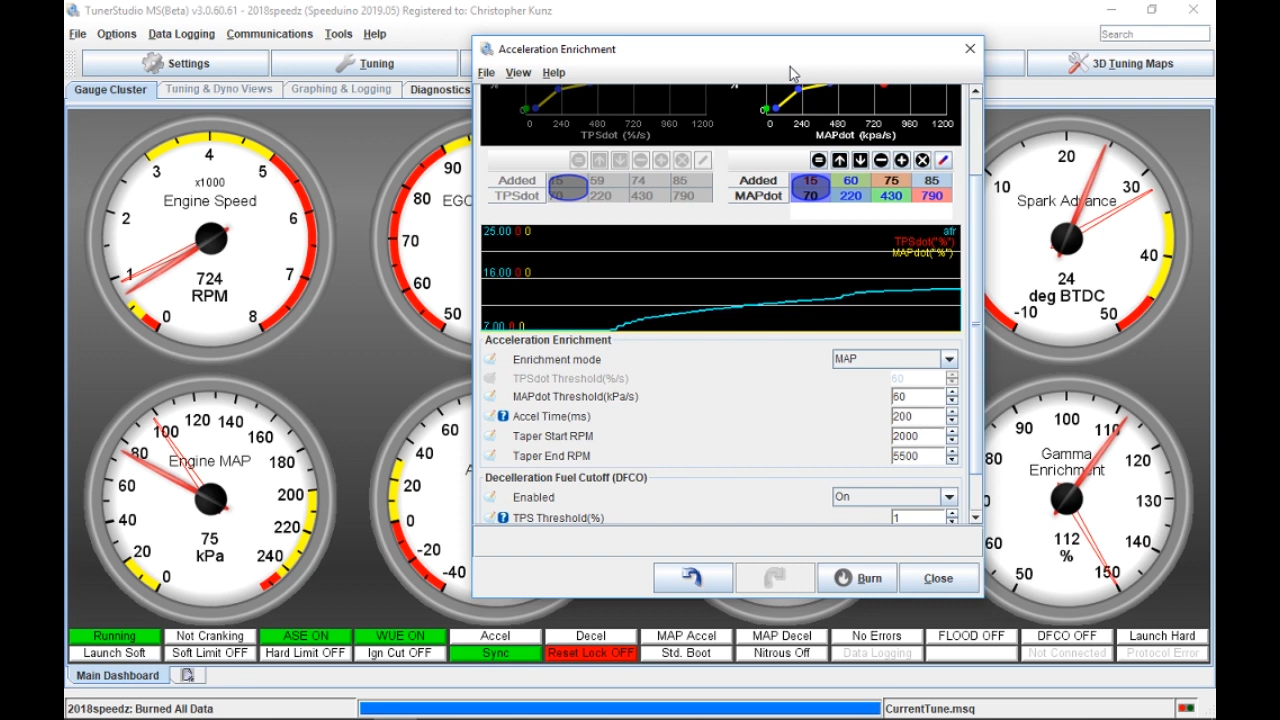 TunerStudio MS(Beta) v3.0.60.61 - 2018speedz (Speeduino 2019.05) Registered to: Christopher Kunz
File Options Data Logging Communications Tools Help
Search
Settings Tuning 3D Tuning Maps
Gauge Cluster Tuning & Dyno Views Graphing & Logging Diagnostics
Acceleration Enrichment
File View Help
0 240 480 720 960 1200
TPSdot (%/s)
0 240 480 720 960 1200
MAPdot (kpa/s)
Added 15 59 74 85
TPSdot 70 220 430 790
Added 15 60 75 85
MAPdot 70 220 430 790
25.00 0 0
afr
TPSdot("%")
MAPdot("%")
16.00 0 0
7.00 0 0
Acceleration Enrichment
Enrichment mode MAP
TPSdot Threshold(%/s) 60
MAPdot Threshold(kPa/s) 60
Accel Time(ms) 200
Taper Start RPM 2000
Taper End RPM 5500
Decelleration Fuel Cutoff (DFCO)
Enabled On
TPS Threshold(%) 1
Burn Close
0 1 2 3 4 5 6 7 8
x1000
Engine Speed
724
RPM
50 60 70 80 90
EGO
-10 10 20 30 40 50
Spark Advance
24
deg BTDC
0 20 40 60 80 100 120 140 160 180 200 220 240
Engine MAP
75
kPa
-40 -20 0 20 40 60
50 60 80 90 100 110 120 130 140 150
Gamma
Enrichment
112
%
Running Not Cranking ASE ON WUE ON Accel Decel MAP Accel MAP Decel No Errors FLOOD OFF DFCO OFF Launch Hard
Launch Soft Soft Limit OFF Hard Limit OFF Ign Cut OFF Sync Reset Lock OFF Std. Boot Nitrous Off Data Logging Not Connected Protocol Error
Main Dashboard
2018speedz: Burned All Data
CurrentTune.msq